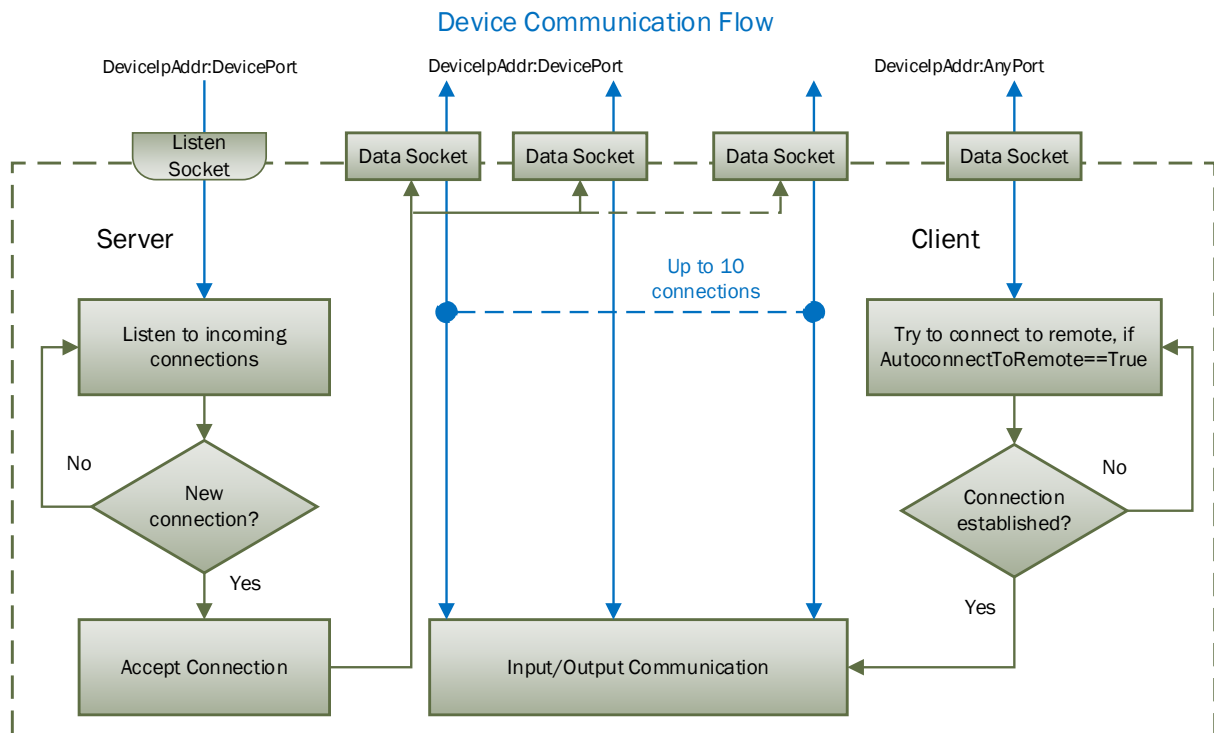 Device Communication Flow
DeviceIpAddr:DevicePort
DeviceIpAddr:DevicePort
DeviceIpAddr:AnyPort
Listen
Socket
Data Socket
Data Socket
Data Socket
Data Socket
Server
Client
Up to 10
connections
Listen to incoming
connections
Try to connect to remote, if
AutoconnectToRemote==True
No
New
connection?
No
Connection
established?
Yes
Yes
Accept Connection
Input/Output Communication